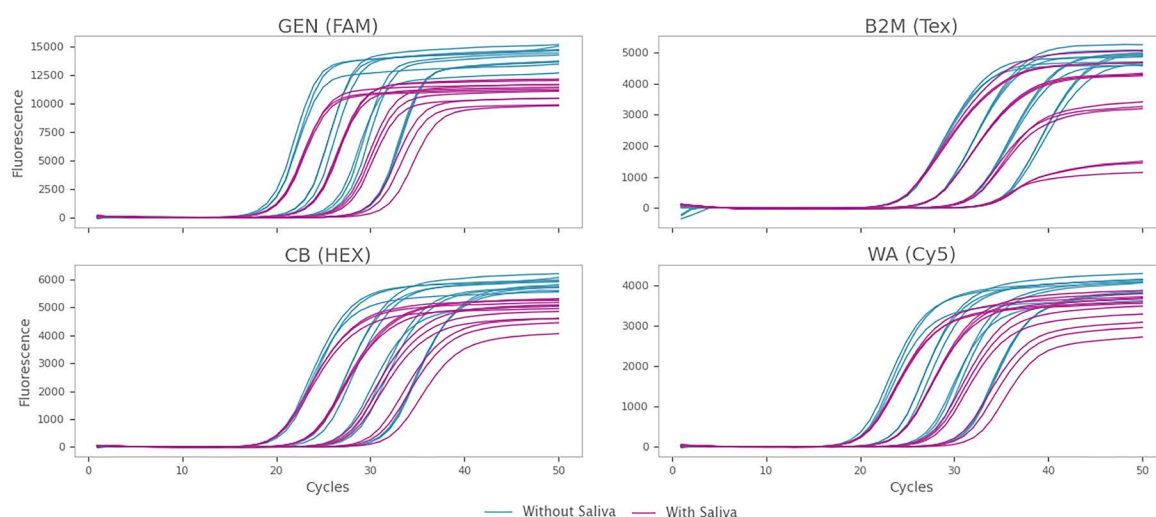 GEN (FAM)
B2M (Tex)
Fluorescence
15000
12500
10000
7500
5000
2500
0
5000
4000
3000
2000
1000
0
CB (HEX)
WA (Cy5)
Fluorescence
6000
5000
4000
3000
2000
1000
0
4000
3000
2000
1000
0
0 10 20 30 40 50
0 10 20 30 40 50
Cycles
Cycles
Without Saliva With Saliva